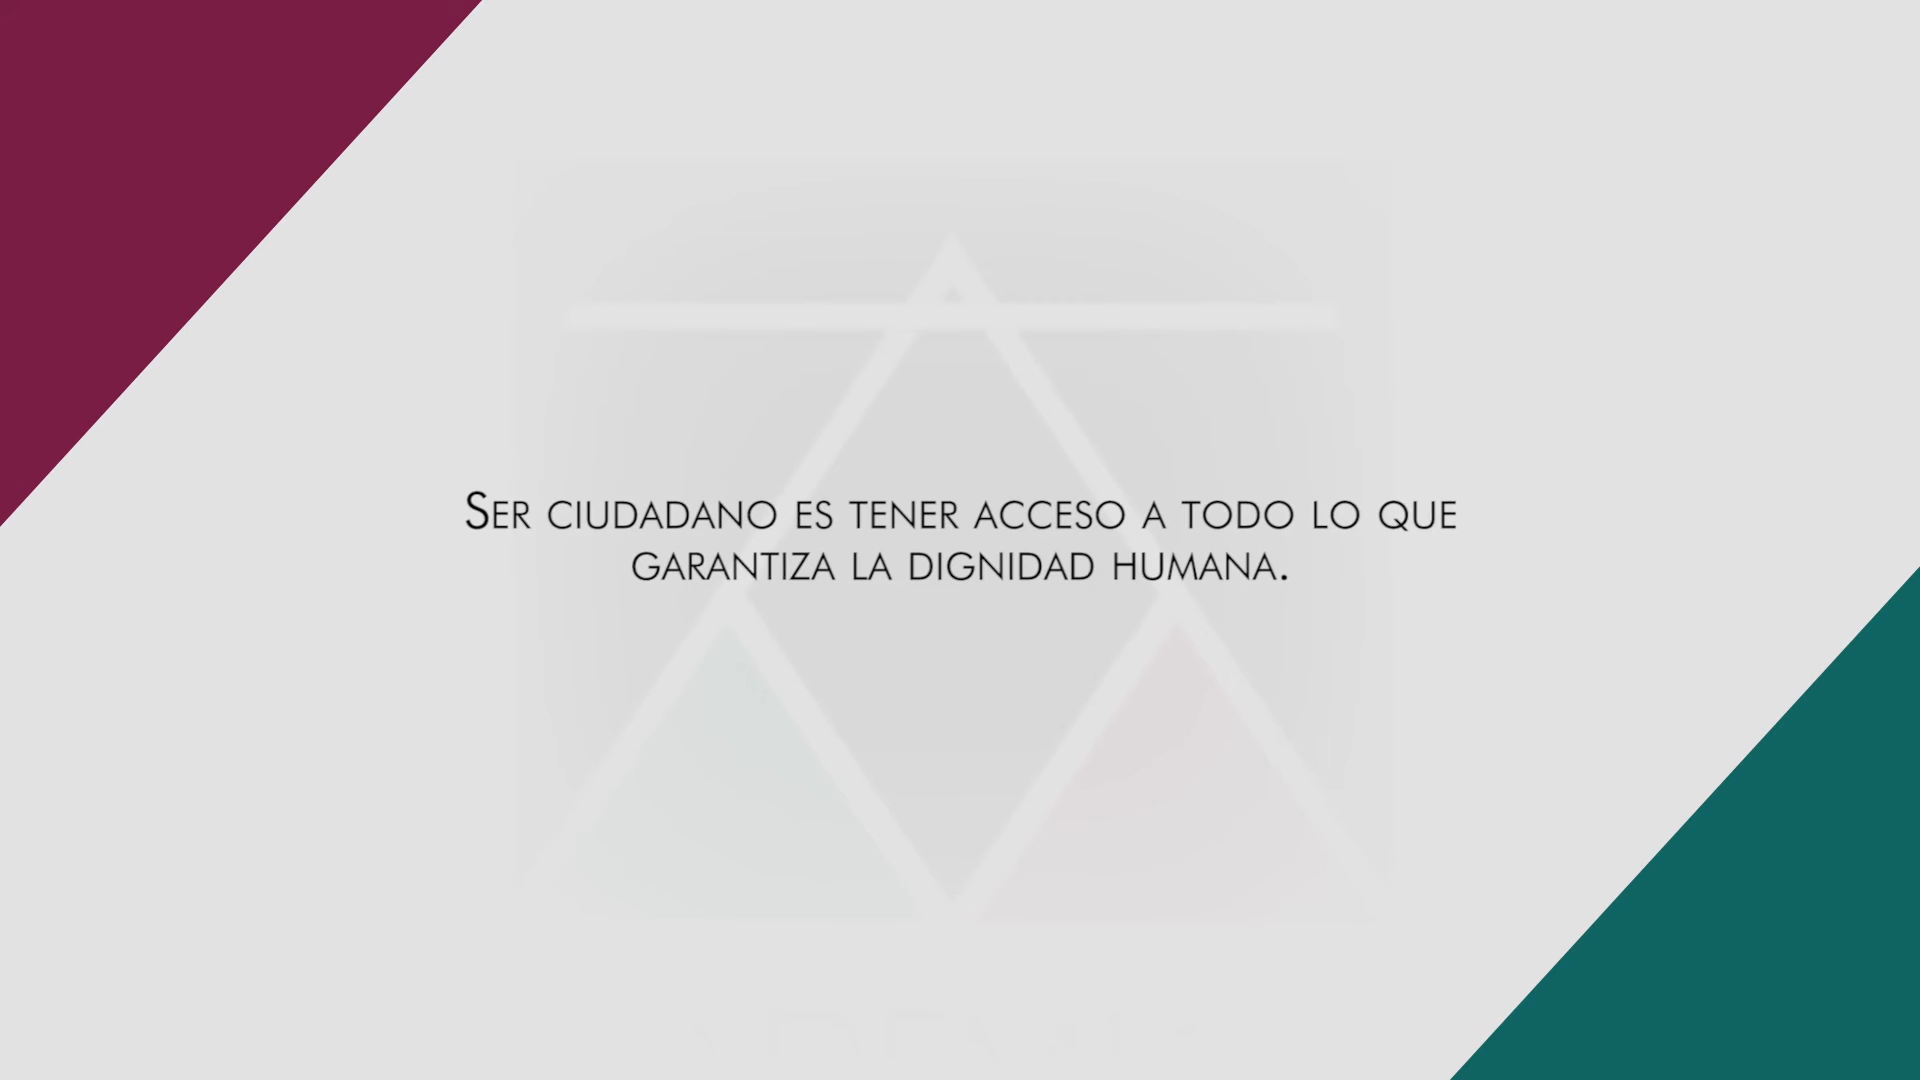 Ser ciudadano es tener acceso a todo lo que
garantiza la dignidad humana.